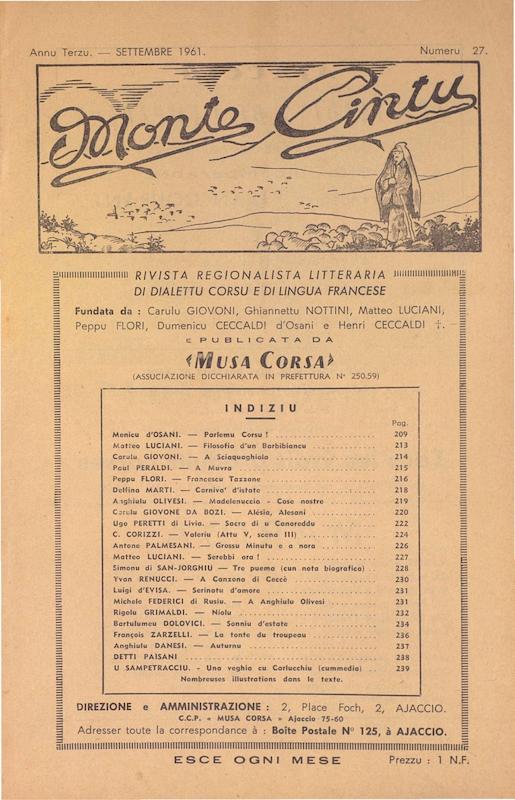 Annu Terzu. — SETTEMBRE 1961. Numeru 27.
Monte Cintu
RIVISTA REGIONALISTA LITTERARIA
DI DIALETTU CORSU E DI LINGUA FRANCESE
Fundata da : Carulu GIOVONI, Ghiannettu NOTTINI, Matteo LUCIANI,
Peppu FLORI, Dumenicu CECCALDI d'Osani e Henri CECCALDI †.
E PUBLICATA DA
« MUSA CORSA »
(ASSUCIAZIONE DICCHIARATA IN PREFETTURA N° 250.59)
INDIZIU
Pag.
Menicu d'OSANI. — Parlemu Corsu ! 209
Matteo LUCIANI. — Filosofia d'un Barbibiancu 213
Carulu GIOVONI. — A Sciaquaghiola 214
Paul PERALDI. — A Muvra 215
Peppu FLORI. — Francescu Tazzone 216
Delfina MARTI. — Carniva' d'istate 218
Anghiulu OLIVESI. — Madelenuccia - Cose nostre 219
Carulu GIOVONE DA BOZI. — Alésia, Alesani 220
Ugo PERETTI di Livia. — Sacro di u Canoreddu 222
C. CORIZZI. — Valeriu (Attu V, scena III) 224
Antone PALMESANI. — Grossu Minutu e a nora 226
Matteo LUCIANI. — Serebbi ora ! 227
Simonu di SAN-JORGHIU — Tre puema (cun nota biografica) 228
Yvan RENUCCI. — A Canzona di Ceccè 230
Luigi d'EVISA. — Serinatu d'amore 231
Michele FEDERICI di Rusiu. — A Anghiulu Olivesi 231
Rigolu GRIMALDI. — Niolu 232
Bartulumeu DOLOVICI. — Sonniu d'estate 234
François ZARZELLI. — La tonte du troupeau 236
Anghiulu DANESI. — Auturnu 237
DETTI PAISANI 238
U SAMPETRACCIU. - Una veghia cu Carlucchiu (cummedia) 239
Nombreuses illustrations dans le texte.
DIREZIONE e AMMINISTRAZIONE : 2, Place Foch, 2, AJACCIO.
C.C.P. « MUSA CORSA » Ajaccio 75-60
Adresser toute la correspondance à : Boîte Postale N° 125, à AJACCIO.
ESCE OGNI MESE Prezzu : 1 N.F.